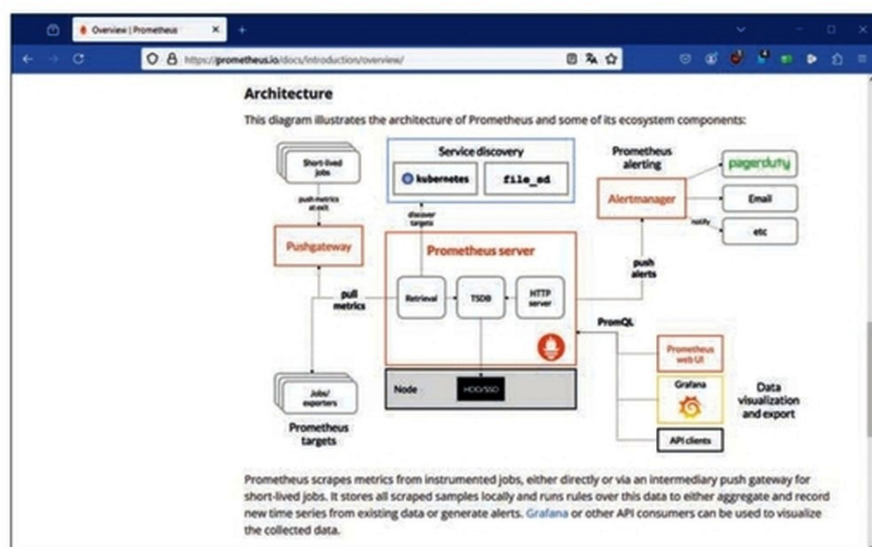 Overview | Prometheus
https://prometheus.io/docs/introduction/overview/
Architecture
This diagram illustrates the architecture of Prometheus and some of its ecosystem components:
Short-lived
jobs
push metrics
at exit
Pushgateway
Service discovery
kubernetes
file_sd
discover
targets
Prometheus
alerting
Alertmanager
pagerduty
Email
notify
etc
Prometheus server
pull
metrics
Retrieval
TSDB
HTTP
server
push
alerts
PromQL
Node
HDD/SSD
Jobs/
exporters
Prometheus
targets
Prometheus
web UI
Grafana
API clients
Data
visualization
and export
Prometheus scrapes metrics from instrumented jobs, either directly or via an intermediary push gateway for
short-lived jobs. It stores all scraped samples locally and runs rules over this data to either aggregate and record
new time series from existing data or generate alerts. Grafana or other API consumers can be used to visualize
the collected data.